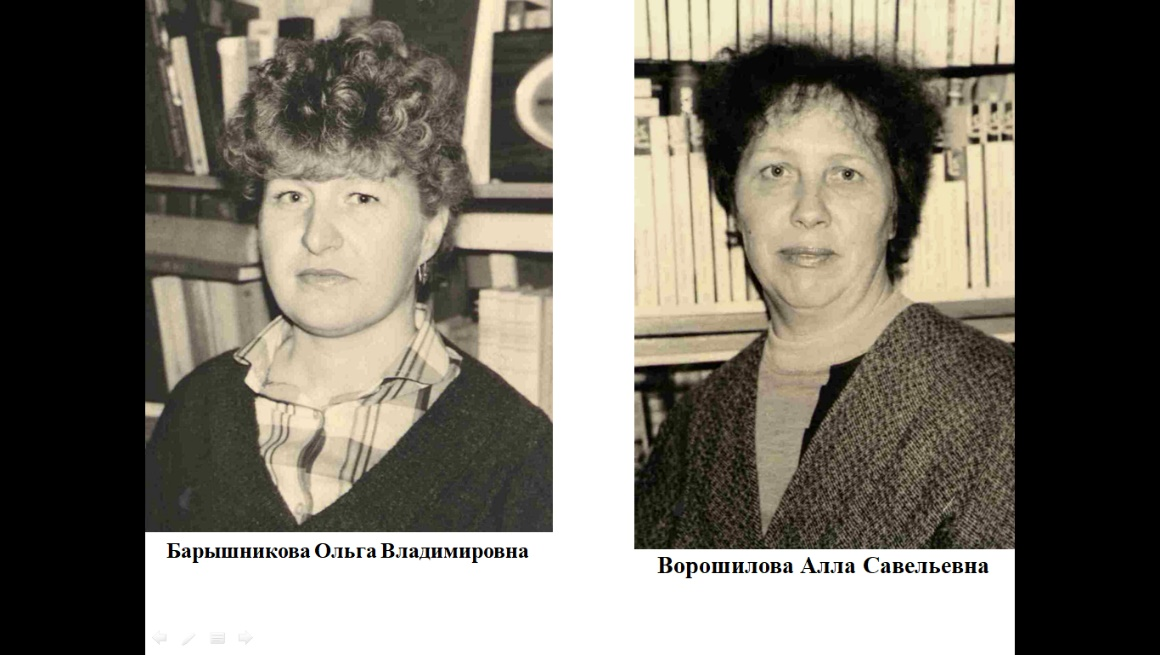 Барышникова Ольга Владимировна
Ворошилова Алла Савельевна